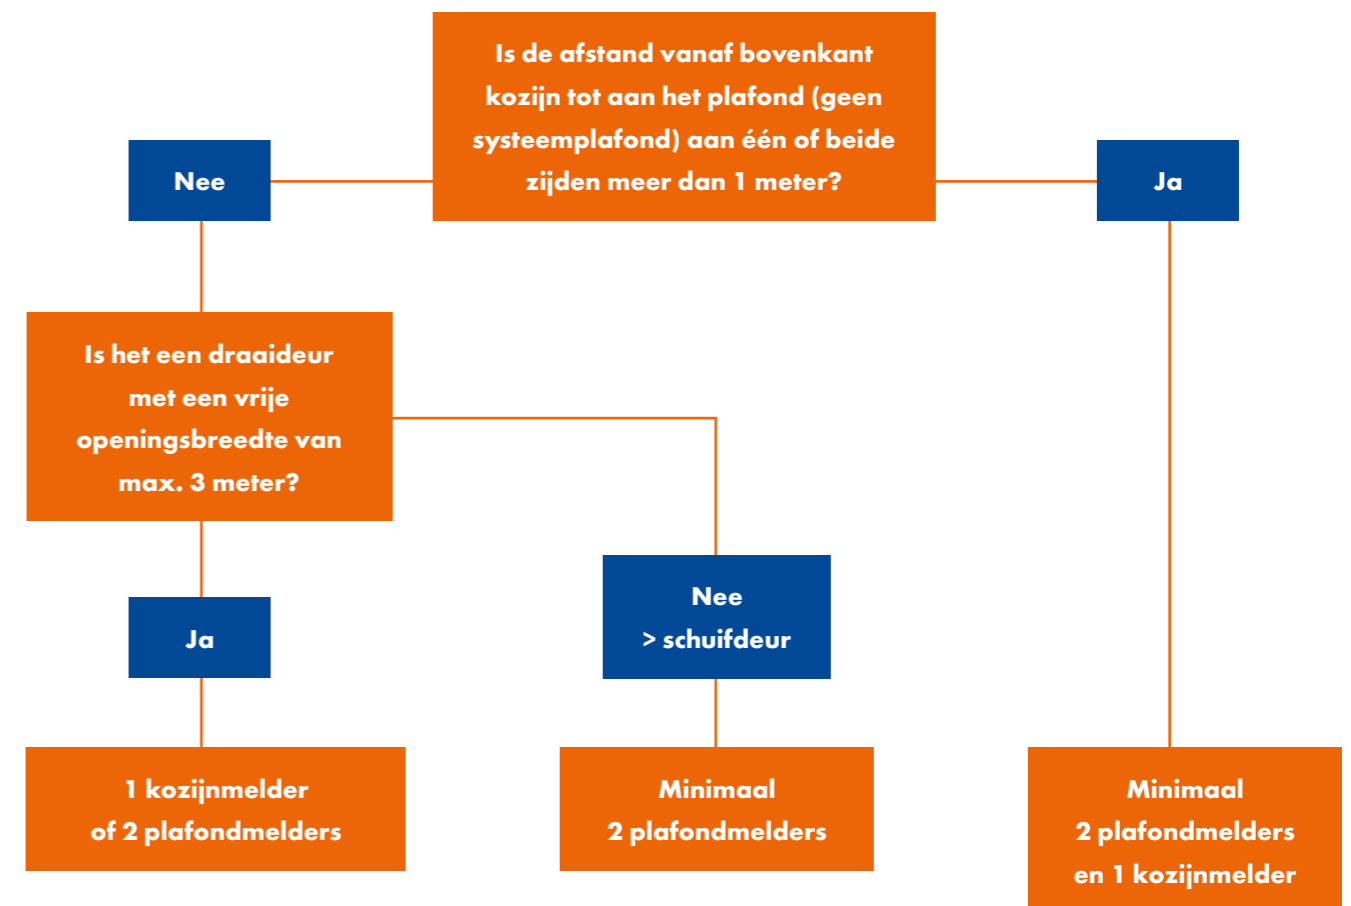 Is de afstand vanaf bovenkant
kozijn tot aan het plafond (geen
systeemplafond) aan één of beide
zijden meer dan 1 meter?
Nee
Ja
Is het een draaideur
met een vrije
openingsbreedte van
max. 3 meter?
Ja
Nee
> schuifdeur
1 kozijnmelder
of 2 plafondmelders
Minimaal
2 plafondmelders
Minimaal
2 plafondmelders
en 1 kozijnmelder